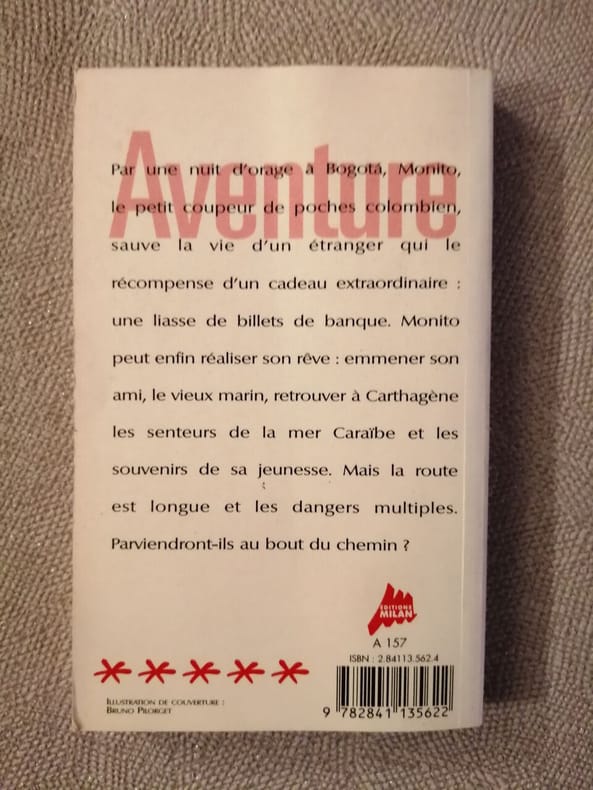 Aventure
Par une nuit d'orage à Bogotá, Monito,
le petit coupeur de poches colombien,
sauve la vie d'un étranger qui le
récompense d'un cadeau extraordinaire :
une liasse de billets de banque. Monito
peut enfin réaliser son rêve : emmener son
ami, le vieux marin, retrouver à Carthagène
les senteurs de la mer Caraïbe et les
souvenirs de sa jeunesse. Mais la route
est longue et les dangers multiples.
Parviendront-ils au bout du chemin ?
ÉDITIONS
MILAN
A 157
ISBN : 2.84113.562.4
ILLUSTRATION DE COUVERTURE :
BRUNO PILORGET
9 782841 135622